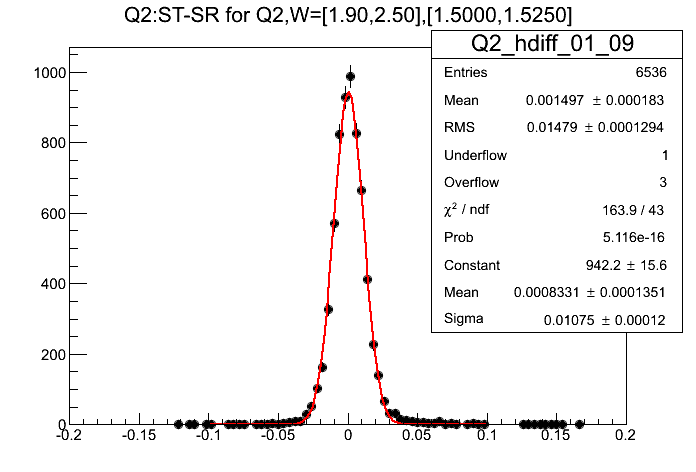 Q2:ST-SR for Q2,W=[1.90,2.50],[1.5000,1.5250]
Q2_hdiff_01_09
Entries 6536
Mean 0.001497 ± 0.000183
RMS 0.01479 ± 0.0001294
Underflow 1
Overflow 3
χ² / ndf 163.9 / 43
Prob 5.116e-16
Constant 942.2 ± 15.6
Mean 0.0008331 ± 0.0001351
Sigma 0.01075 ± 0.00012
1000
800
600
400
200
0
-0.2 -0.15 -0.1 -0.05 0 0.05 0.1 0.15 0.2